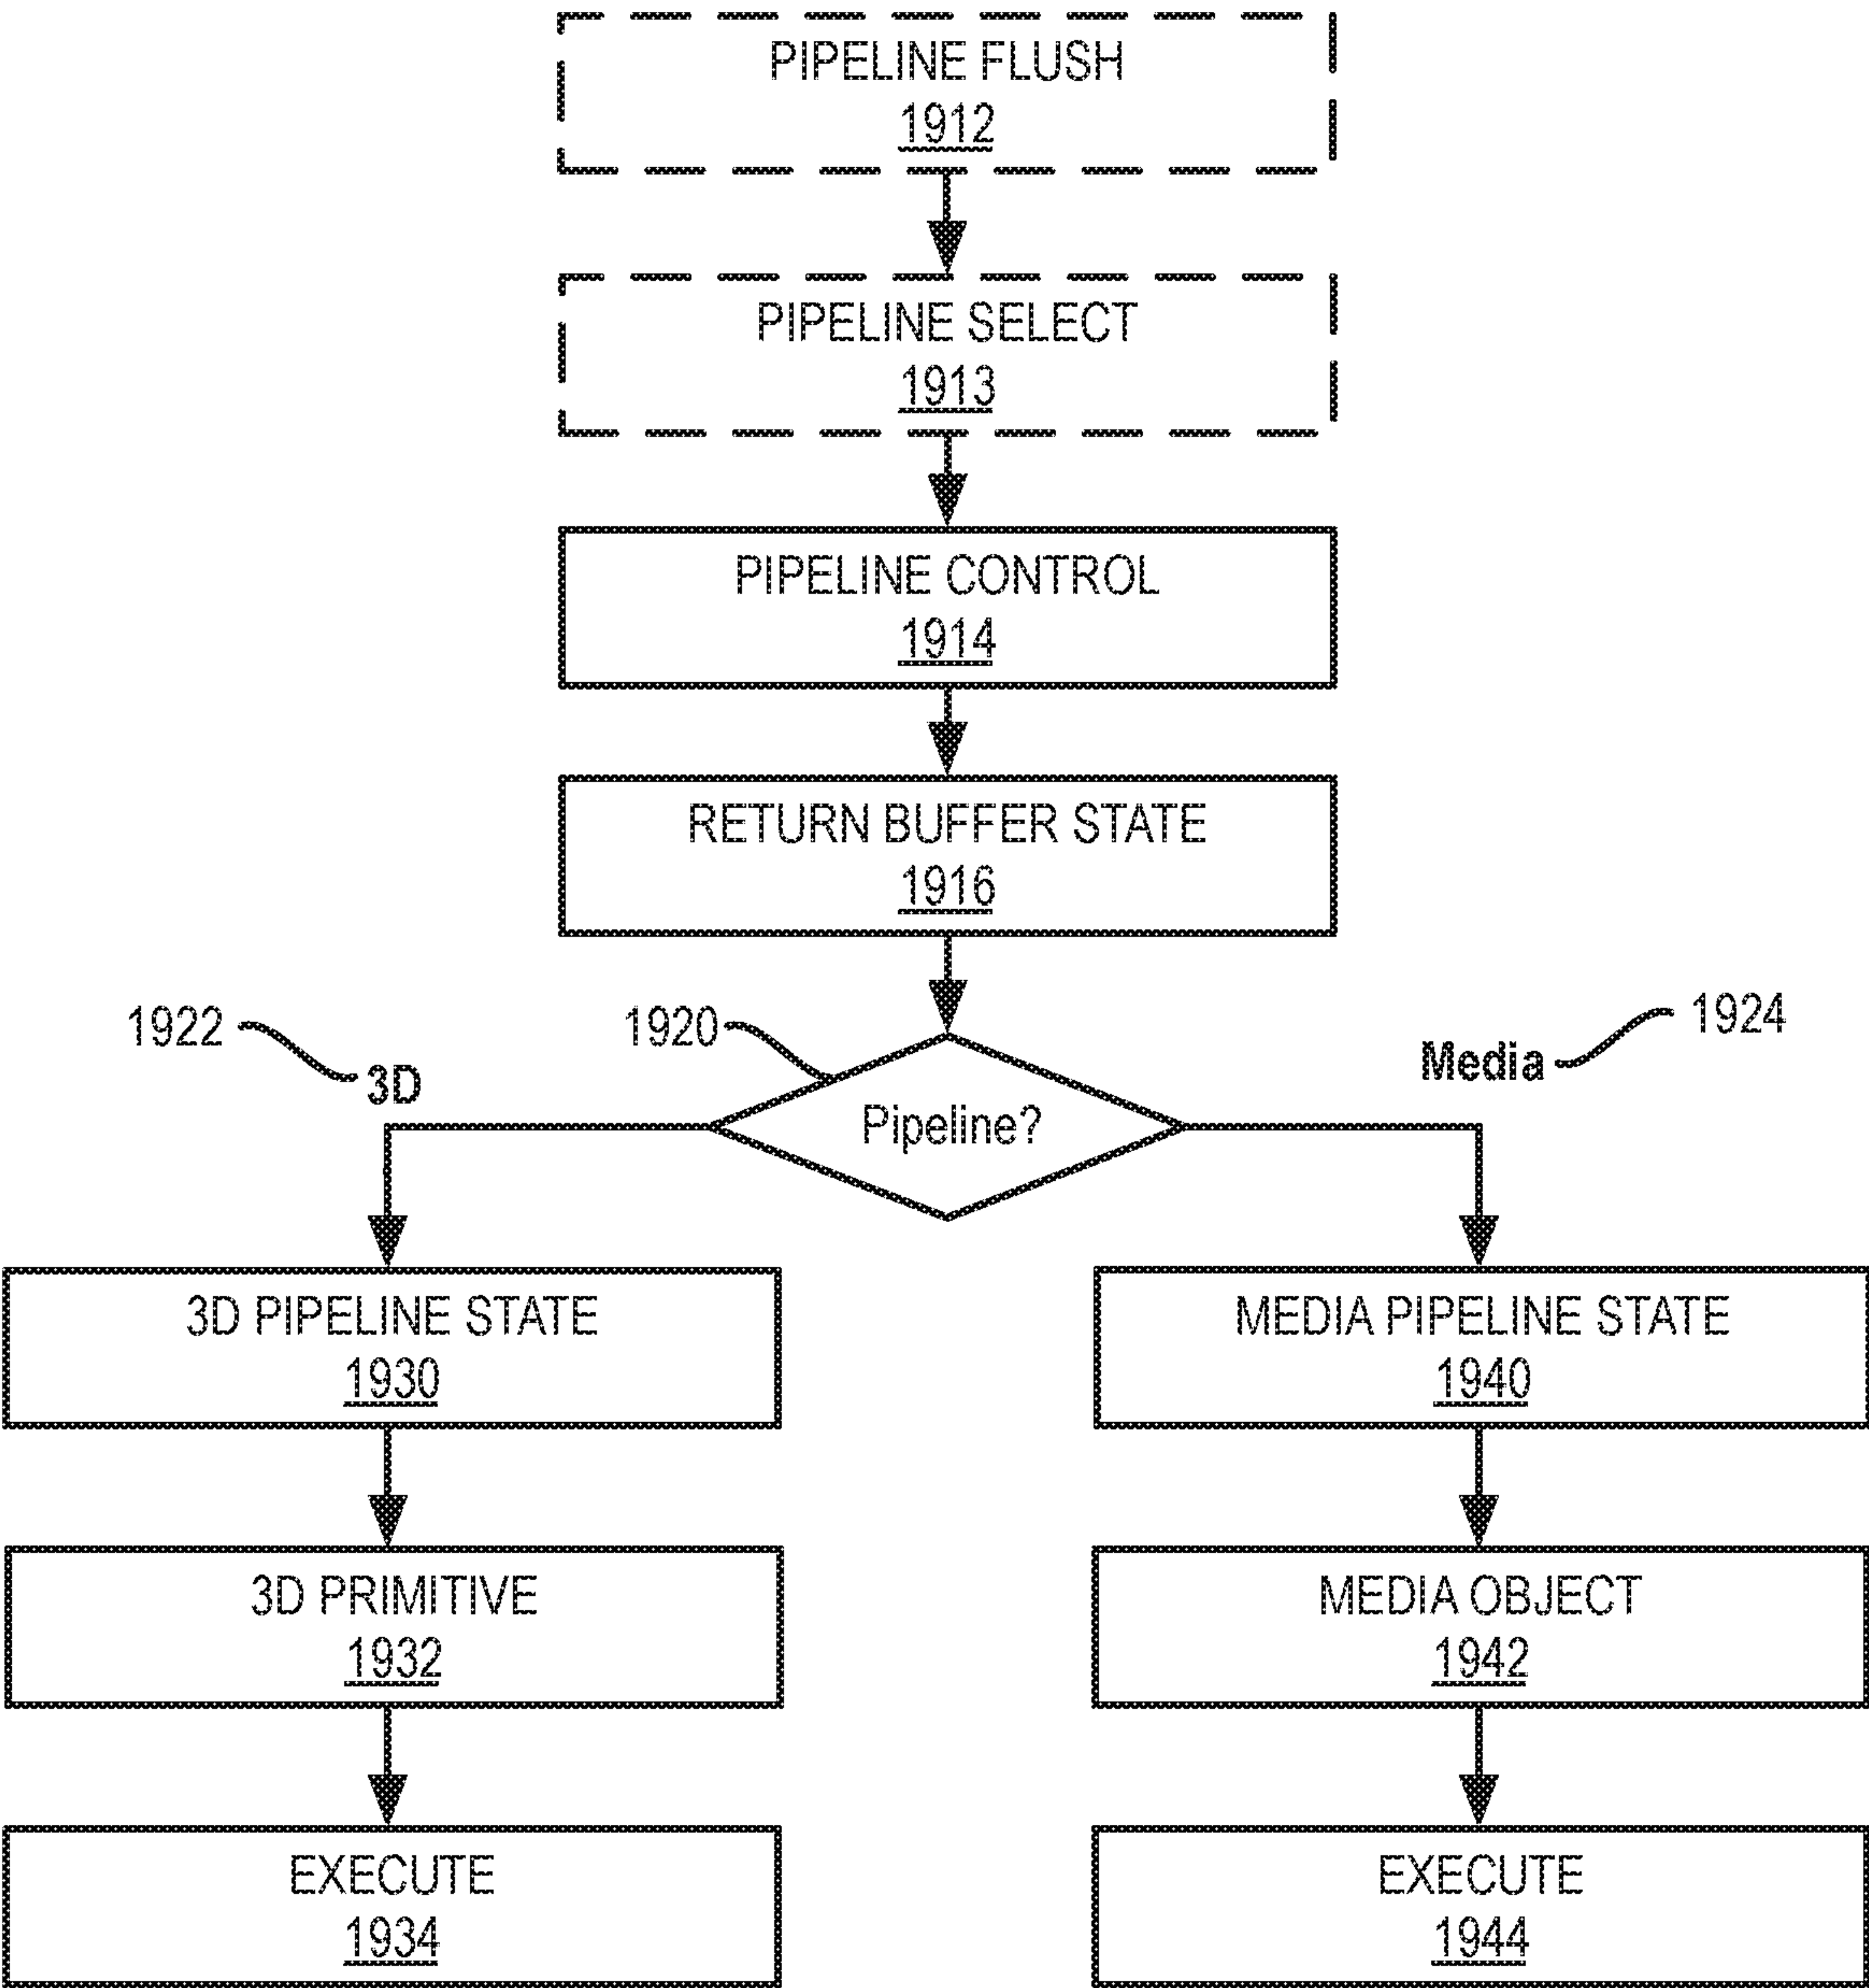 PIPELINE FLUSH
1912
PIPELINE SELECT
1913
PIPELINE CONTROL
1914
RETURN BUFFER STATE
1916
1922
1920
1924
3D
Media
Pipeline?
3D PIPELINE STATE
1930
MEDIA PIPELINE STATE
1940
3D PRIMITIVE
1932
MEDIA OBJECT
1942
EXECUTE
1934
EXECUTE
1944